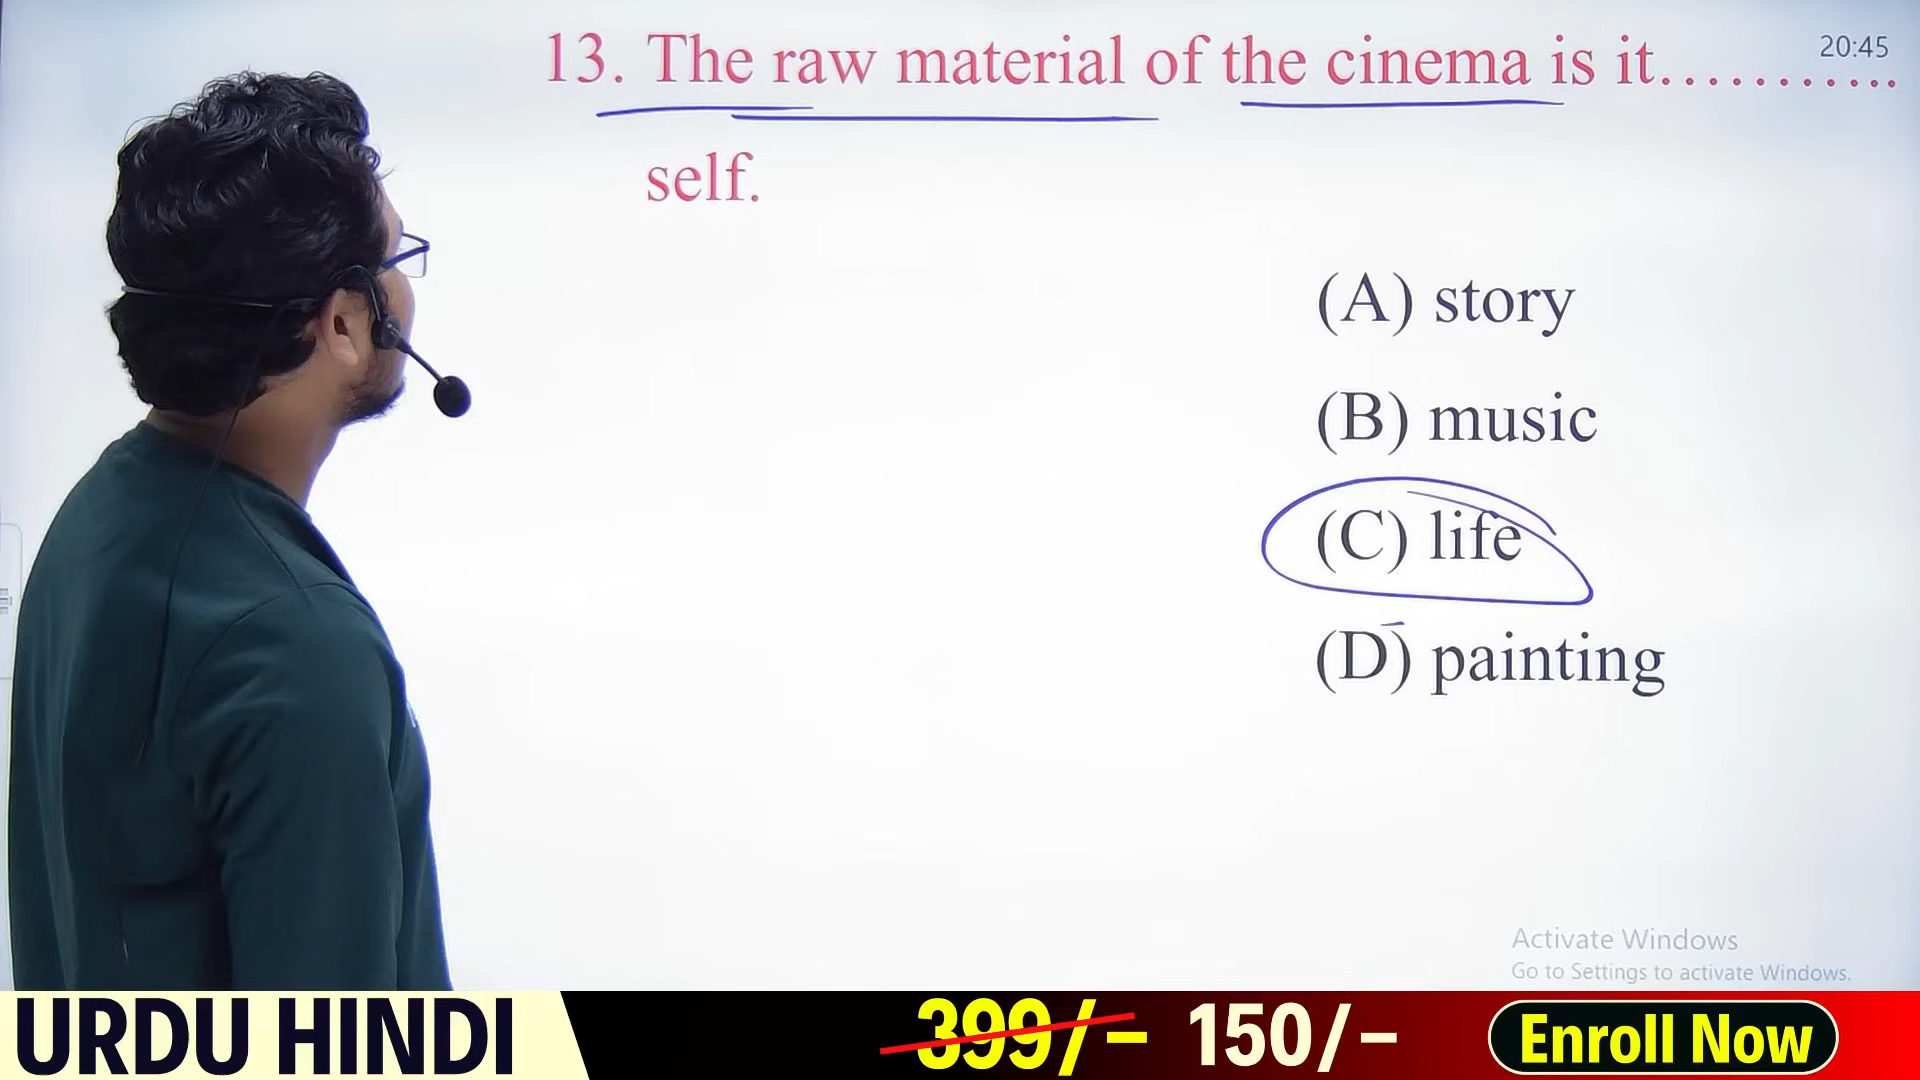 20:45
13. The raw material of the cinema is it...........
self.
(A) story
(B) music
(C) life
(D) painting
Activate Windows
Go to Settings to activate Windows.
URDU HINDI
399/- 150/-
Enroll Now